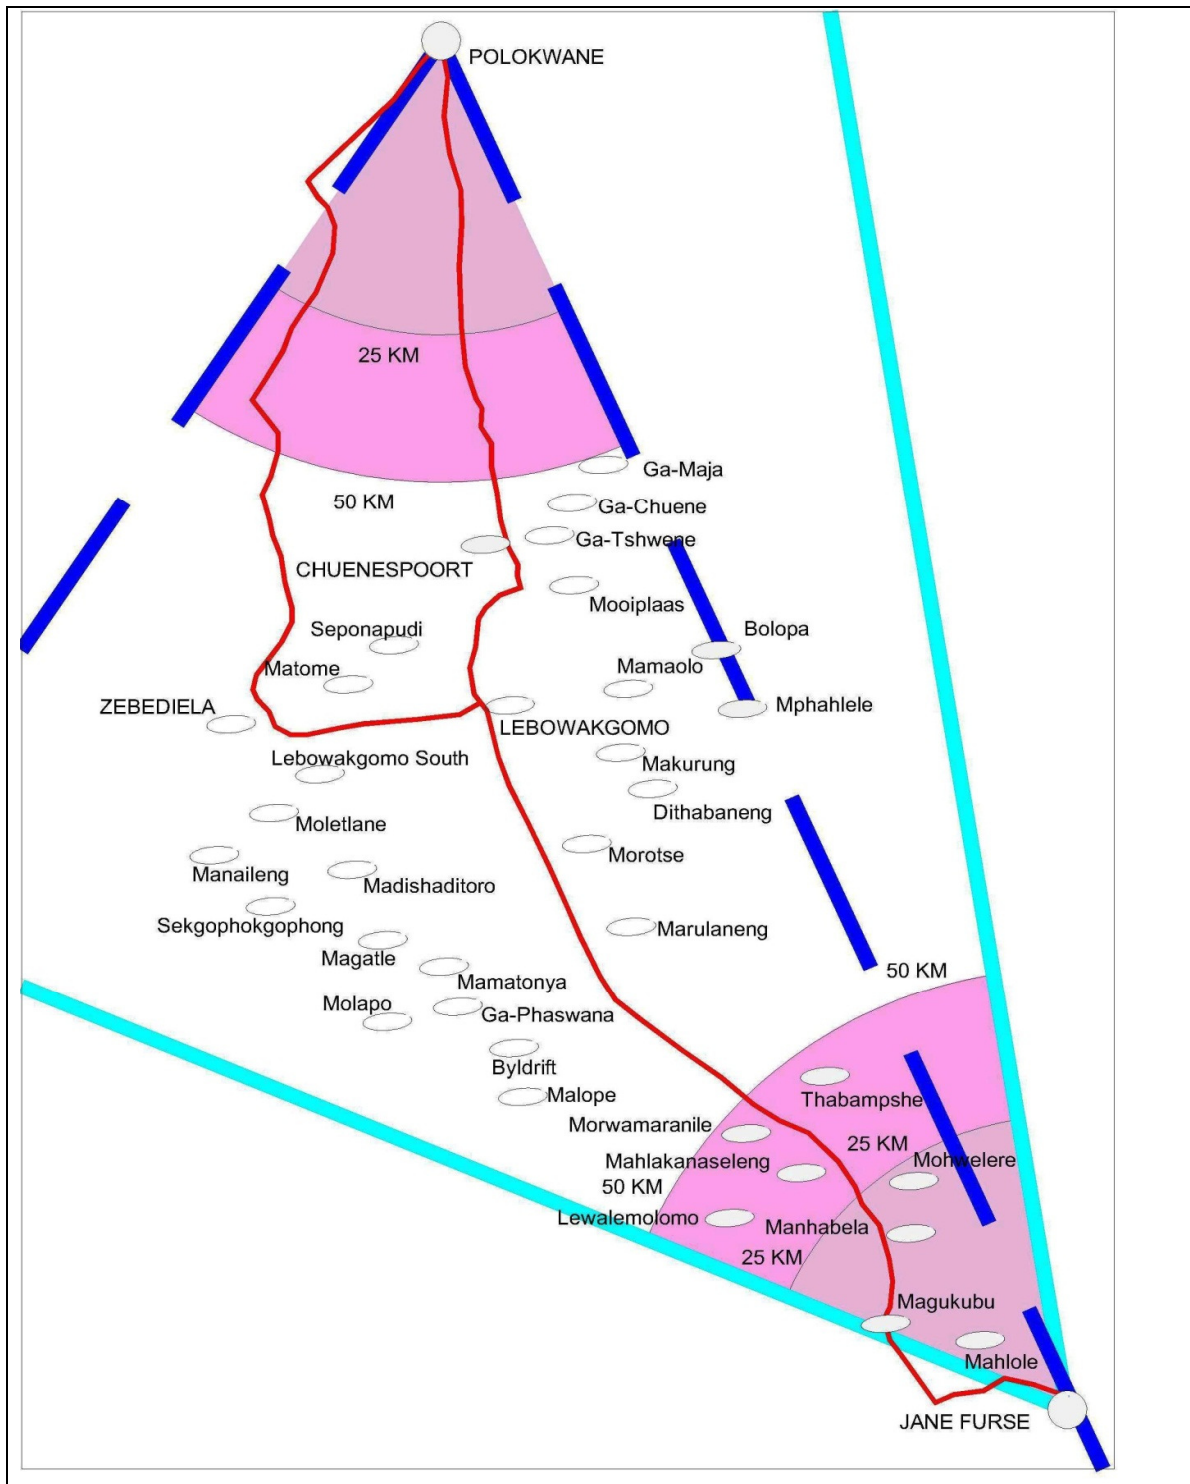 POLOKWANE
25 KM
Ga-Maja
50 KM
Ga-Chuene
Ga-Tshwene
CHUENESPOORT
Mooiplaas
Seponapudi
Bolopa
Matome
Mamaolo
ZEBEDIELA
Mphahlele
LEBOWAKGOMO
Lebowakgomo South
Makurung
Dithabaneng
Moletlane
Morotse
Manaileng
Madishaditoro
Sekgophokgophong
Marulaneng
Magatle
50 KM
Mamatonya
Molapo
Ga-Phaswana
Byldrift
Malope
Thabampshe
Morwamaranile
25 KM
Mahlakanaseleng
Mohwelere
50 KM
Lewalemolomo
Manhabela
25 KM
Magukubu
Mahlole
JANE FURSE